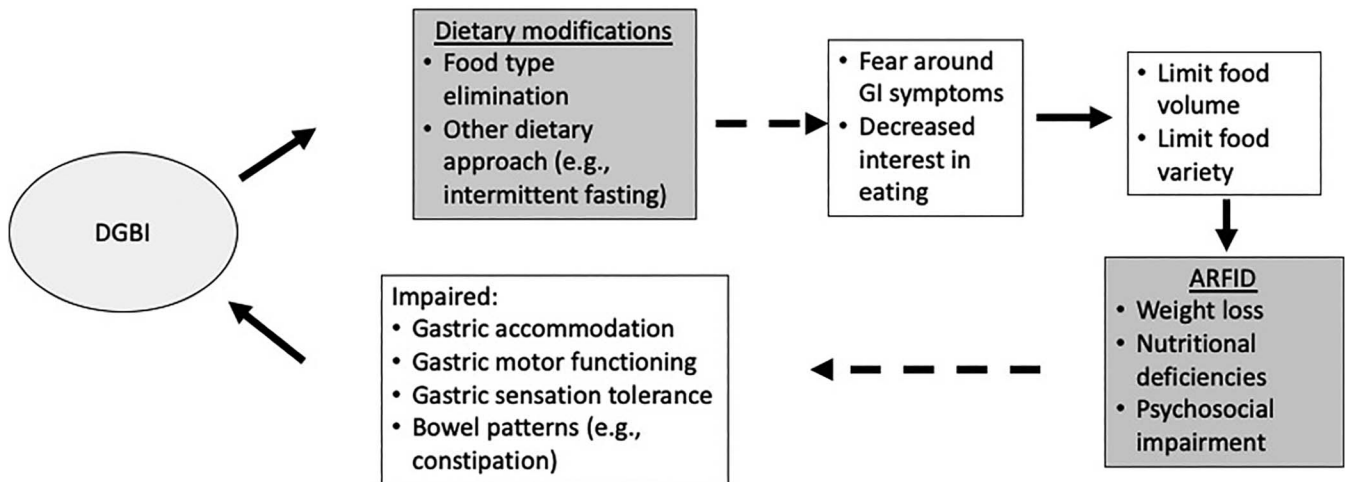 DGBI
Dietary modifications
• Food type
elimination
• Other dietary
approach (e.g.,
intermittent fasting)
• Fear around
GI symptoms
• Decreased
interest in
eating
• Limit food
volume
• Limit food
variety
ARFID
• Weight loss
• Nutritional
deficiencies
• Psychosocial
impairment
Impaired:
• Gastric accommodation
• Gastric motor functioning
• Gastric sensation tolerance
• Bowel patterns (e.g.,
constipation)